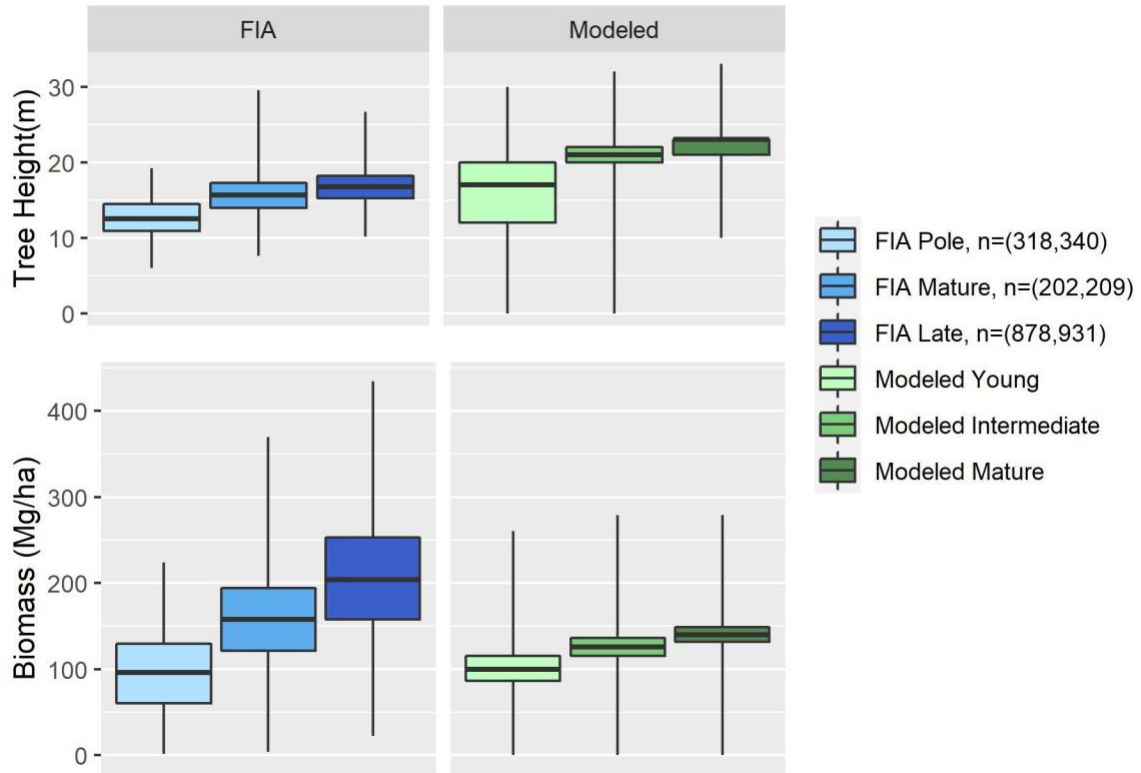 FIA
Modeled
Tree Height(m)
30
20
10
0
Biomass (Mg/ha)
400
300
200
100
0
FIA Pole, n=(318,340)
FIA Mature, n=(202,209)
FIA Late, n=(878,931)
Modeled Young
Modeled Intermediate
Modeled Mature